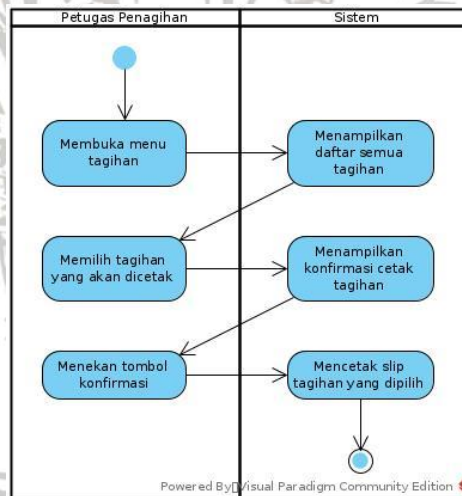 Petugas Penagihan
Sistem
Membuka menu
tagihan
Menampilkan
daftar semua
tagihan
Memilih tagihan
yang akan dicetak
Menampilkan
konfirmasi cetak
tagihan
Menekan tombol
konfirmasi
Mencetak slip
tagihan yang dipilih
Powered By Visual Paradigm Community Edition